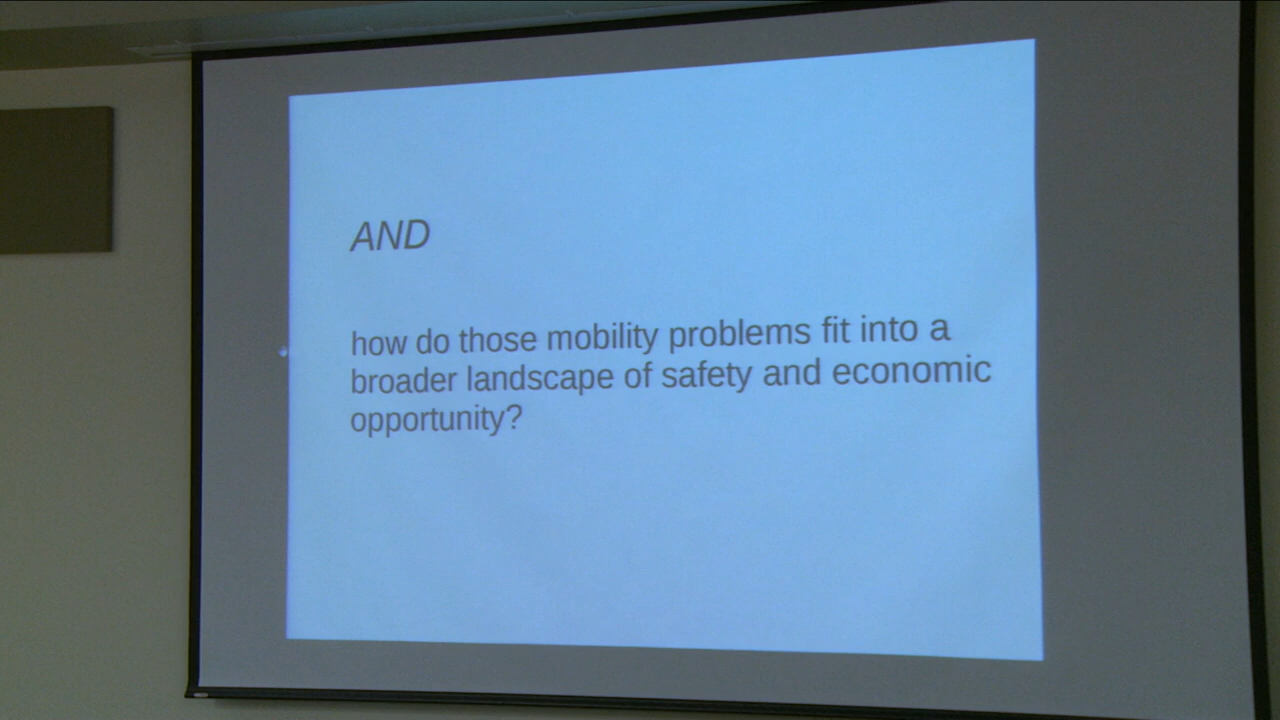 AND
how do those mobility problems fit into a
broader landscape of safety and economic
opportunity?